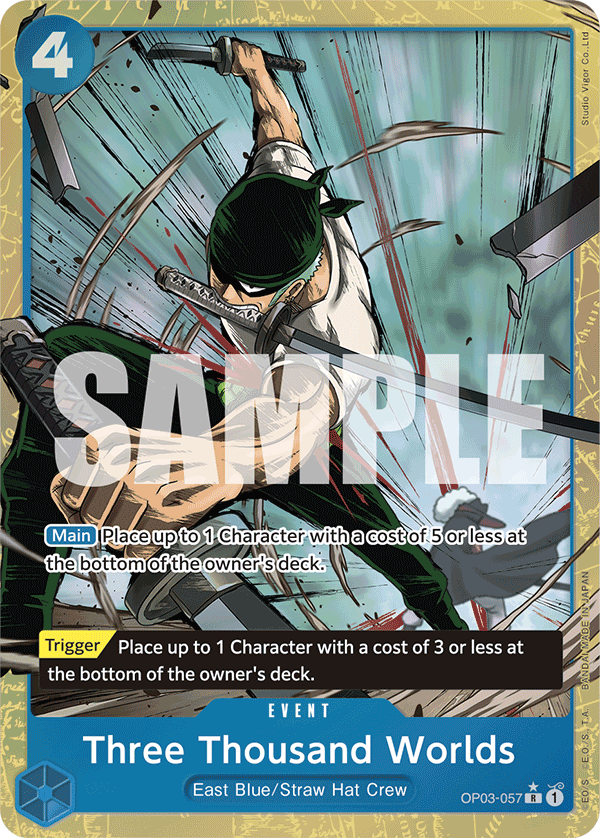 4
Studio Vigor Co.,Ltd
SAMPLE
Main Place up to 1 Character with a cost of 5 or less at
the bottom of the owner's deck.
Trigger Place up to 1 Character with a cost of 3 or less at
the bottom of the owner's deck.
EVENT
Three Thousand Worlds
East Blue/Straw Hat Crew
OP03-057 R 1
©E.O./S. ©E.O./S., T.A. BANDAI MADE IN JAPAN